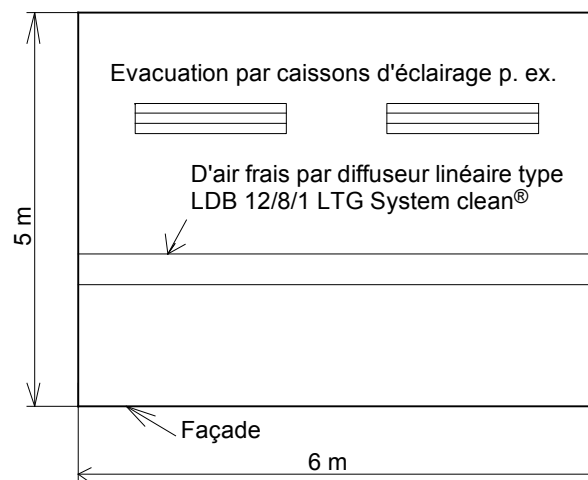 Evacuation par caissons d'éclairage p. ex.
D'air frais par diffuseur linéaire type
LDB 12/8/1 LTG System clean®
5 m
Façade
6 m